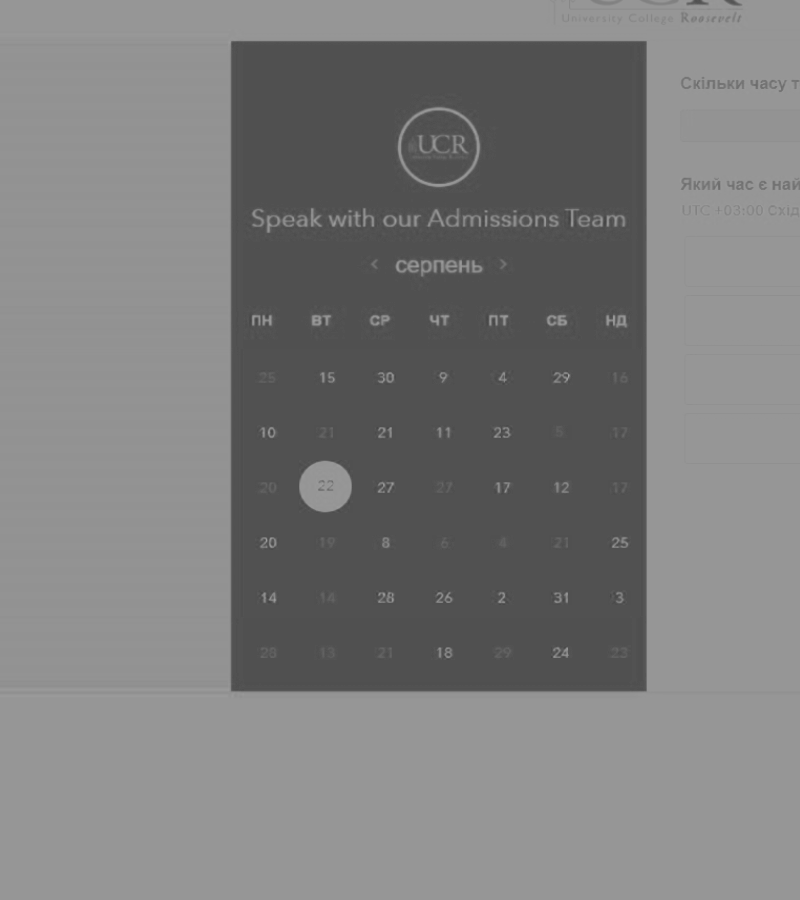 UCR
University College Roosevelt
Speak with our Admissions Team
< серпень >
ПН ВТ СР ЧТ ПТ СБ НД
25 15 30 9 4 29 16
10 21 21 11 23 5 17
20 22 27 27 17 12 17
20 19 8 6 4 21 25
14 14 28 26 2 31 3
28 13 21 18 29 24 23
Скільки часу т
Який час є най
UTC +03:00 Схід